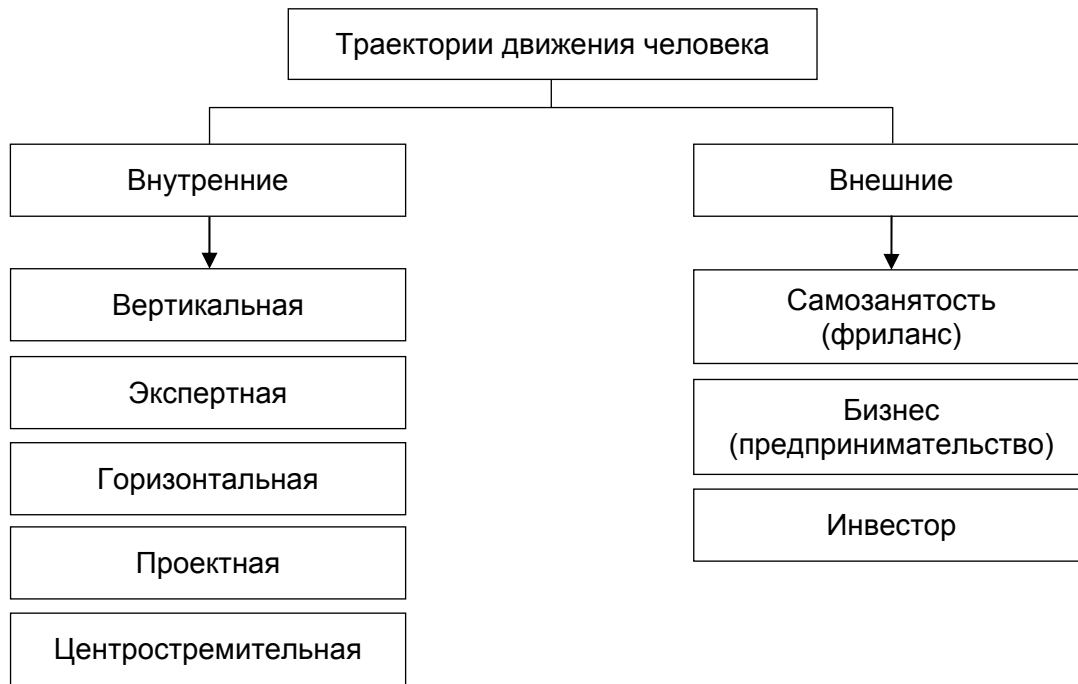 Траектории движения человека
Внутренние
Вертикальная
Экспертная
Горизонтальная
Проектная
Центростремительная
Внешние
Самозанятость
(фриланс)
Бизнес
(предпринимательство)
Инвестор